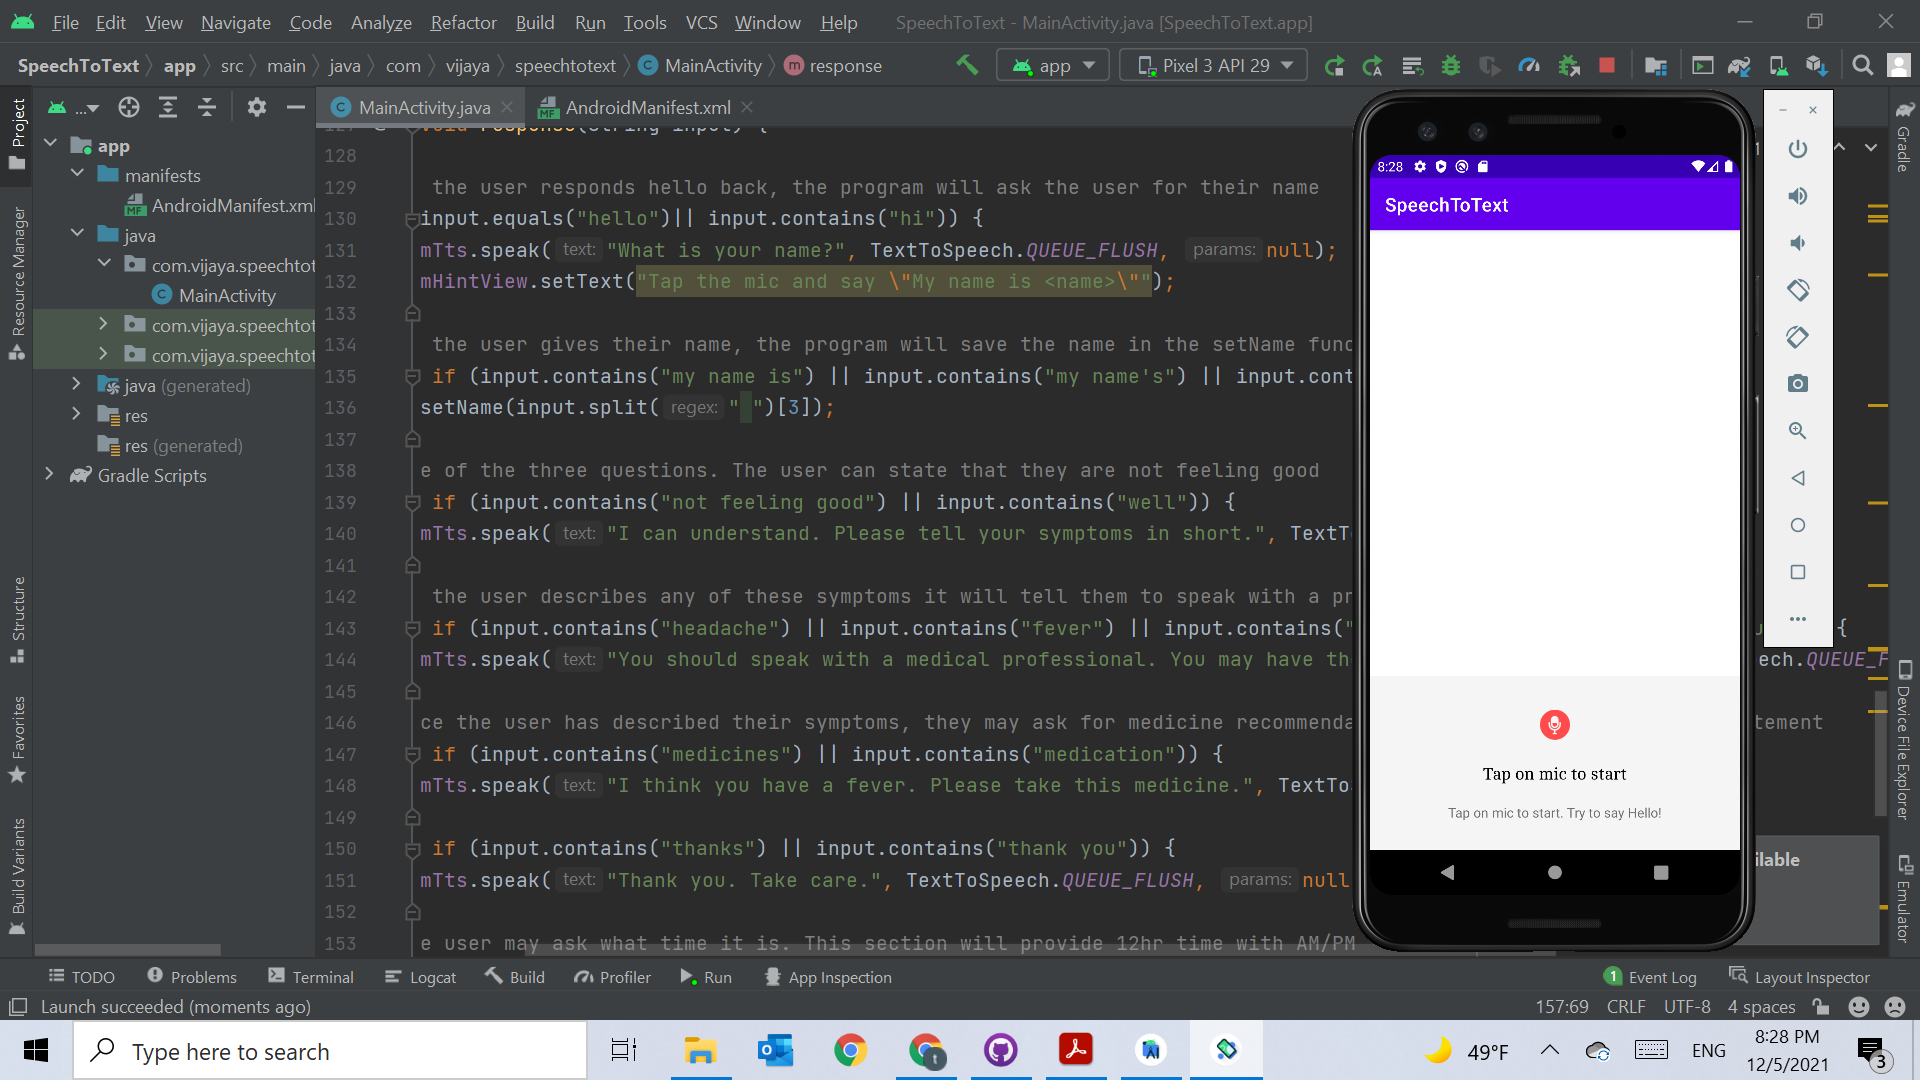 File Edit View Navigate Code Analyze Refactor Build Run Tools VCS Window Help SpeechToText - MainActivity.java [SpeechToText.app]
SpeechToText app src main java com vijaya speechtotext MainActivity response app Pixel 3 API 29
... MainActivity.java AndroidManifest.xml
Project
Resource Manager
Structure
Favorites
Build Variants
app
manifests
AndroidManifest.xml
java
com.vijaya.speechtot
MainActivity
com.vijaya.speechtot
com.vijaya.speechtot
java (generated)
res
res (generated)
Gradle Scripts
127 void response(String input) {
128
129 the user responds hello back, the program will ask the user for their name
130 input.equals("hello")|| input.contains("hi")) {
131 mTts.speak( text: "What is your name?", TextToSpeech.QUEUE_FLUSH, params: null);
132 mHintView.setText("Tap the mic and say \"My name is <name>\"");
133
134 the user gives their name, the program will save the name in the setName func
135 if (input.contains("my name is") || input.contains("my name's") || input.cont
136 setName(input.split( regex: " ")[3]);
137
138 e of the three questions. The user can state that they are not feeling good
139 if (input.contains("not feeling good") || input.contains("well")) {
140 mTts.speak( text: "I can understand. Please tell your symptoms in short.", TextT
141
142 the user describes any of these symptoms it will tell them to speak with a pr
143 if (input.contains("headache") || input.contains("fever") || input.contains(" {
144 mTts.speak( text: "You should speak with a medical professional. You may have th ech.QUEUE_F
145
146 ce the user has described their symptoms, they may ask for medicine recommenda tement
147 if (input.contains("medicines") || input.contains("medication")) {
148 mTts.speak( text: "I think you have a fever. Please take this medicine.", TextTo
149
150 if (input.contains("thanks") || input.contains("thank you")) {
151 mTts.speak( text: "Thank you. Take care.", TextToSpeech.QUEUE_FLUSH, params: null
152
153 e user may ask what time it is. This section will provide 12hr time with AM/PM
8:28
SpeechToText
Tap on mic to start
Tap on mic to start. Try to say Hello!
ilable
Gradle
Device File Explorer
Emulator
TODO Problems Terminal Logcat Build Profiler Run App Inspection 1 Event Log Layout Inspector
Launch succeeded (moments ago) 157:69 CRLF UTF-8 4 spaces
Type here to search 49°F ENG 8:28 PM
12/5/2021 3